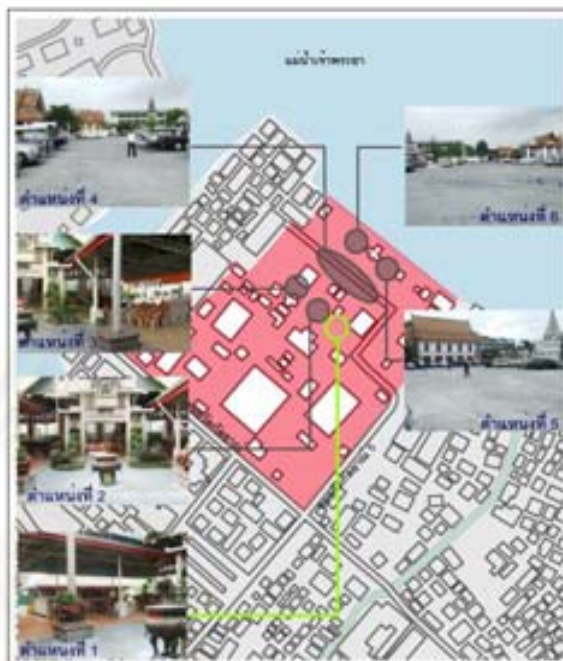 แม่น้ำเจ้าพระยา
ตำแหน่งที่ 4
ตำแหน่งที่ 6
ตำแหน่งที่ 3
ตำแหน่งที่ 5
ตำแหน่งที่ 2
ตำแหน่งที่ 1